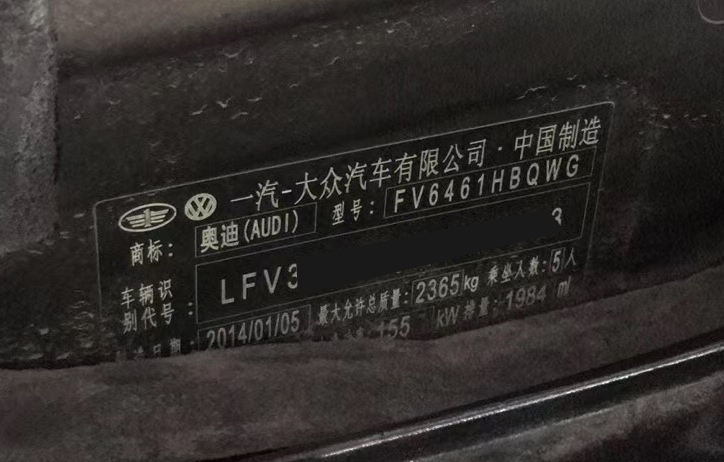 一汽-大众汽车有限公司·中国制造
商标: 奥迪(AUDI) 型号: FV6461HBQWG
车辆识别代号: LFV3 3
2014/01/05 最大允许总质量: 2365kg 乘坐人数: 5人
155 kW 排量: 1984 ml